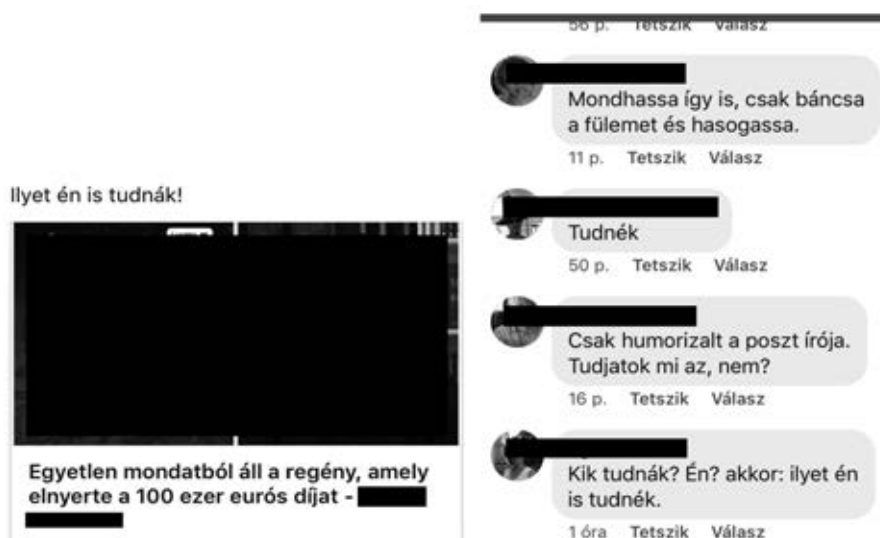 Ilyet én is tudnák!
Egyetlen mondatból áll a regény, amely
elnyerte a 100 ezer eurós díjat -
56 p. Tetszik Válasz
Mondhassa így is, csak báncsa
a fülemet és hasogassa.
11 p. Tetszik Válasz
Tudnék
50 p. Tetszik Válasz
Csak humorizalt a poszt írója.
Tudjatok mi az, nem?
16 p. Tetszik Válasz
Kik tudnák? Én? akkor: ilyet én
is tudnék.
1 óra Tetszik Válasz